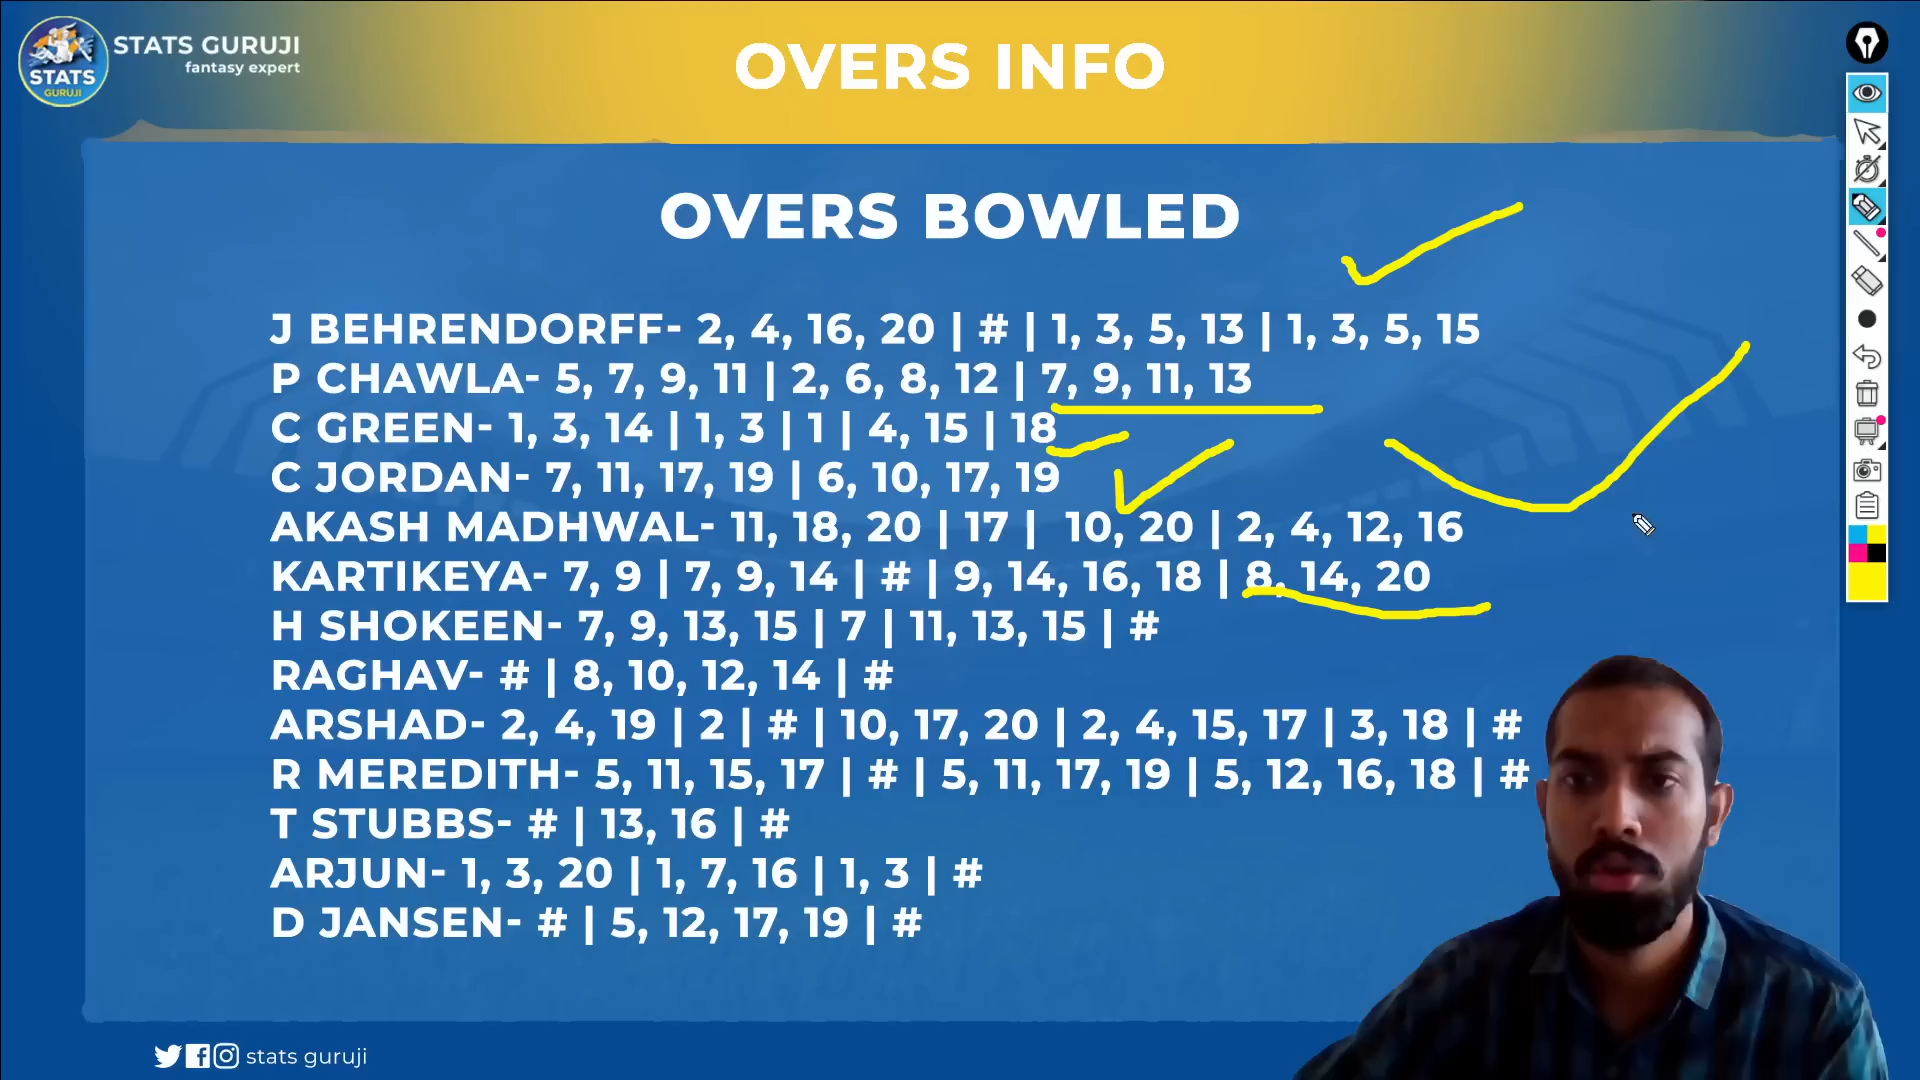 STATS GURUJI
fantasy expert
STATS
GURUJI
OVERS INFO
OVERS BOWLED
J BEHRENDORFF- 2, 4, 16, 20 | # | 1, 3, 5, 13 | 1, 3, 5, 15
P CHAWLA- 5, 7, 9, 11 | 2, 6, 8, 12 | 7, 9, 11, 13
C GREEN- 1, 3, 14 | 1, 3 | 1 | 4, 15 | 18
C JORDAN- 7, 11, 17, 19 | 6, 10, 17, 19
AKASH MADHWAL- 11, 18, 20 | 17 | 10, 20 | 2, 4, 12, 16
KARTIKEYA- 7, 9 | 7, 9, 14 | # | 9, 14, 16, 18 | 8, 14, 20
H SHOKEEN- 7, 9, 13, 15 | 7 | 11, 13, 15 | #
RAGHAV- # | 8, 10, 12, 14 | #
ARSHAD- 2, 4, 19 | 2 | # | 10, 17, 20 | 2, 4, 15, 17 | 3, 18 | #
R MEREDITH- 5, 11, 15, 17 | # | 5, 11, 17, 19 | 5, 12, 16, 18 | #
T STUBBS- # | 13, 16 | #
ARJUN- 1, 3, 20 | 1, 7, 16 | 1, 3 | #
D JANSEN- # | 5, 12, 17, 19 | #
stats guruji